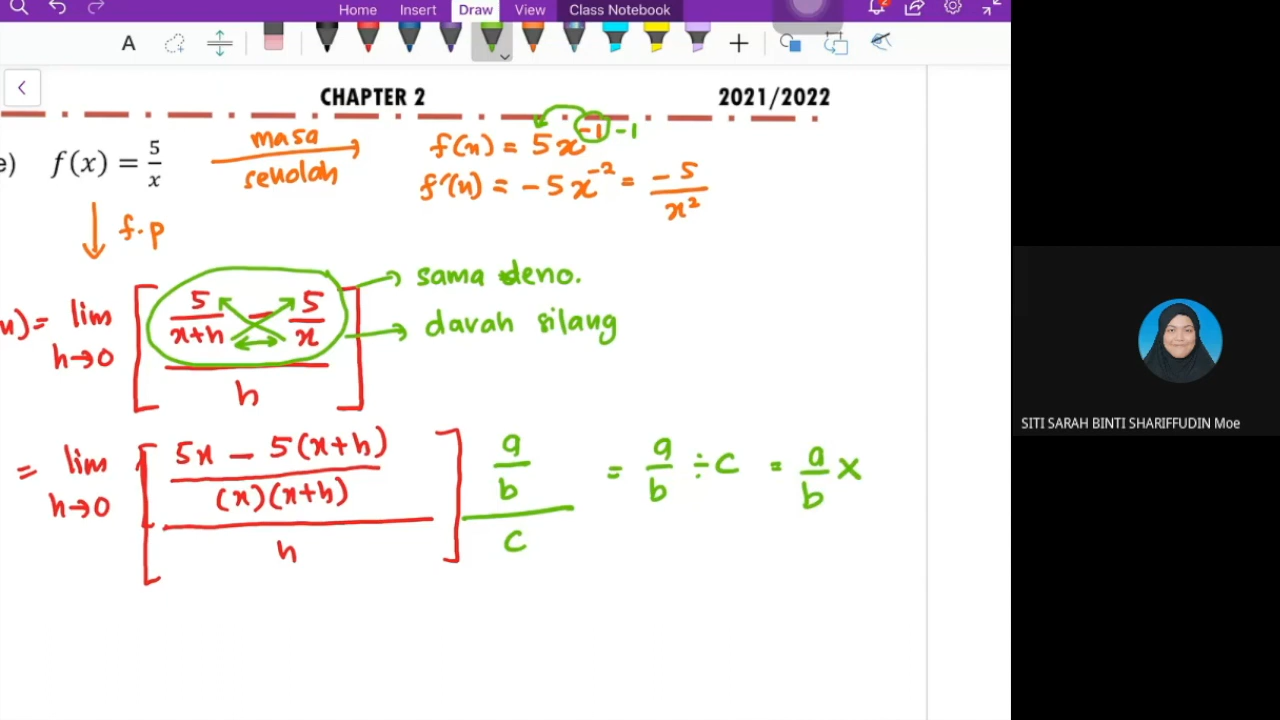 Home Insert Draw View Class Notebook
A
CHAPTER 2 2021/2022
e) f(x) = 5/x
masa
sekolah
f(x) = 5x^-1 -1
f'(x) = -5x^-2 = -5/x²
f.p
x) = lim h→0 [ (5/(x+h) - 5/x) / h ]
sama deno.
darab silang
= lim h→0 [ ((5x - 5(x+h)) / (x)(x+h)) / h ] (a/b)/c = a/b ÷ c = a/b ×
SITI SARAH BINTI SHARIFFUDIN Moe